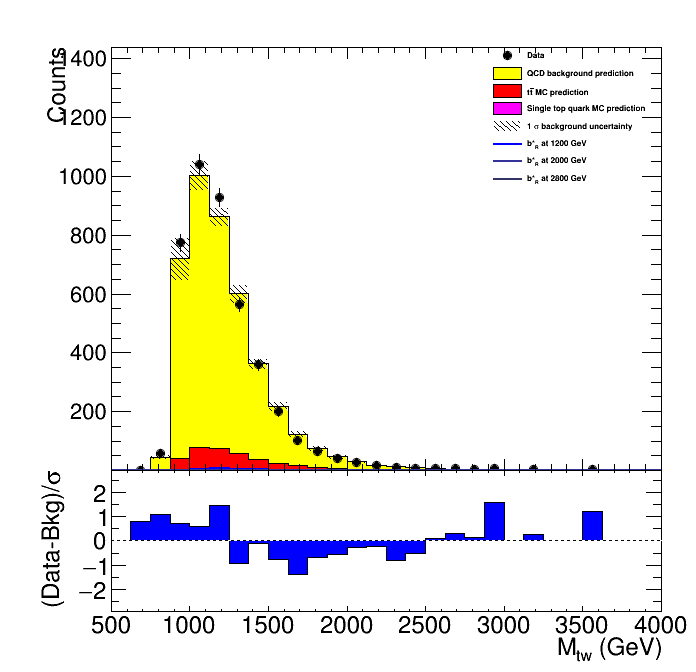 Counts
1400
1200
1000
800
600
400
200
Data
QCD background prediction
tt̄ MC prediction
Single top quark MC prediction
1 σ background uncertainty
b*R at 1200 GeV
b*R at 2000 GeV
b*R at 2800 GeV
(Data-Bkg)/σ
2
1
0
−1
−2
500 1000 1500 2000 2500 3000 3500 4000
Mtw (GeV)